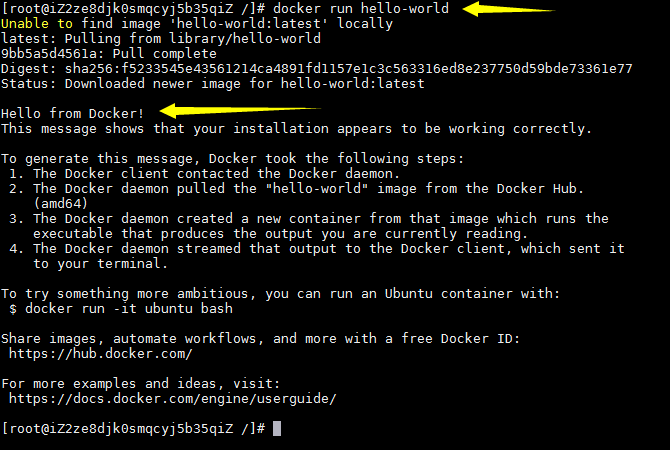 [root@iZ2ze8djk0smqcyj5b35qiZ /]# docker run hello-world
Unable to find image 'hello-world:latest' locally
latest: Pulling from library/hello-world
9bb5a5d4561a: Pull complete
Digest: sha256:f5233545e43561214ca4891fd1157e1c3c563316ed8e237750d59bde73361e77
Status: Downloaded newer image for hello-world:latest
Hello from Docker!
This message shows that your installation appears to be working correctly.
To generate this message, Docker took the following steps:
1. The Docker client contacted the Docker daemon.
2. The Docker daemon pulled the "hello-world" image from the Docker Hub.
(amd64)
3. The Docker daemon created a new container from that image which runs the
executable that produces the output you are currently reading.
4. The Docker daemon streamed that output to the Docker client, which sent it
to your terminal.
To try something more ambitious, you can run an Ubuntu container with:
$ docker run -it ubuntu bash
Share images, automate workflows, and more with a free Docker ID:
https://hub.docker.com/
For more examples and ideas, visit:
https://docs.docker.com/engine/userguide/
[root@iZ2ze8djk0smqcyj5b35qiZ /]#